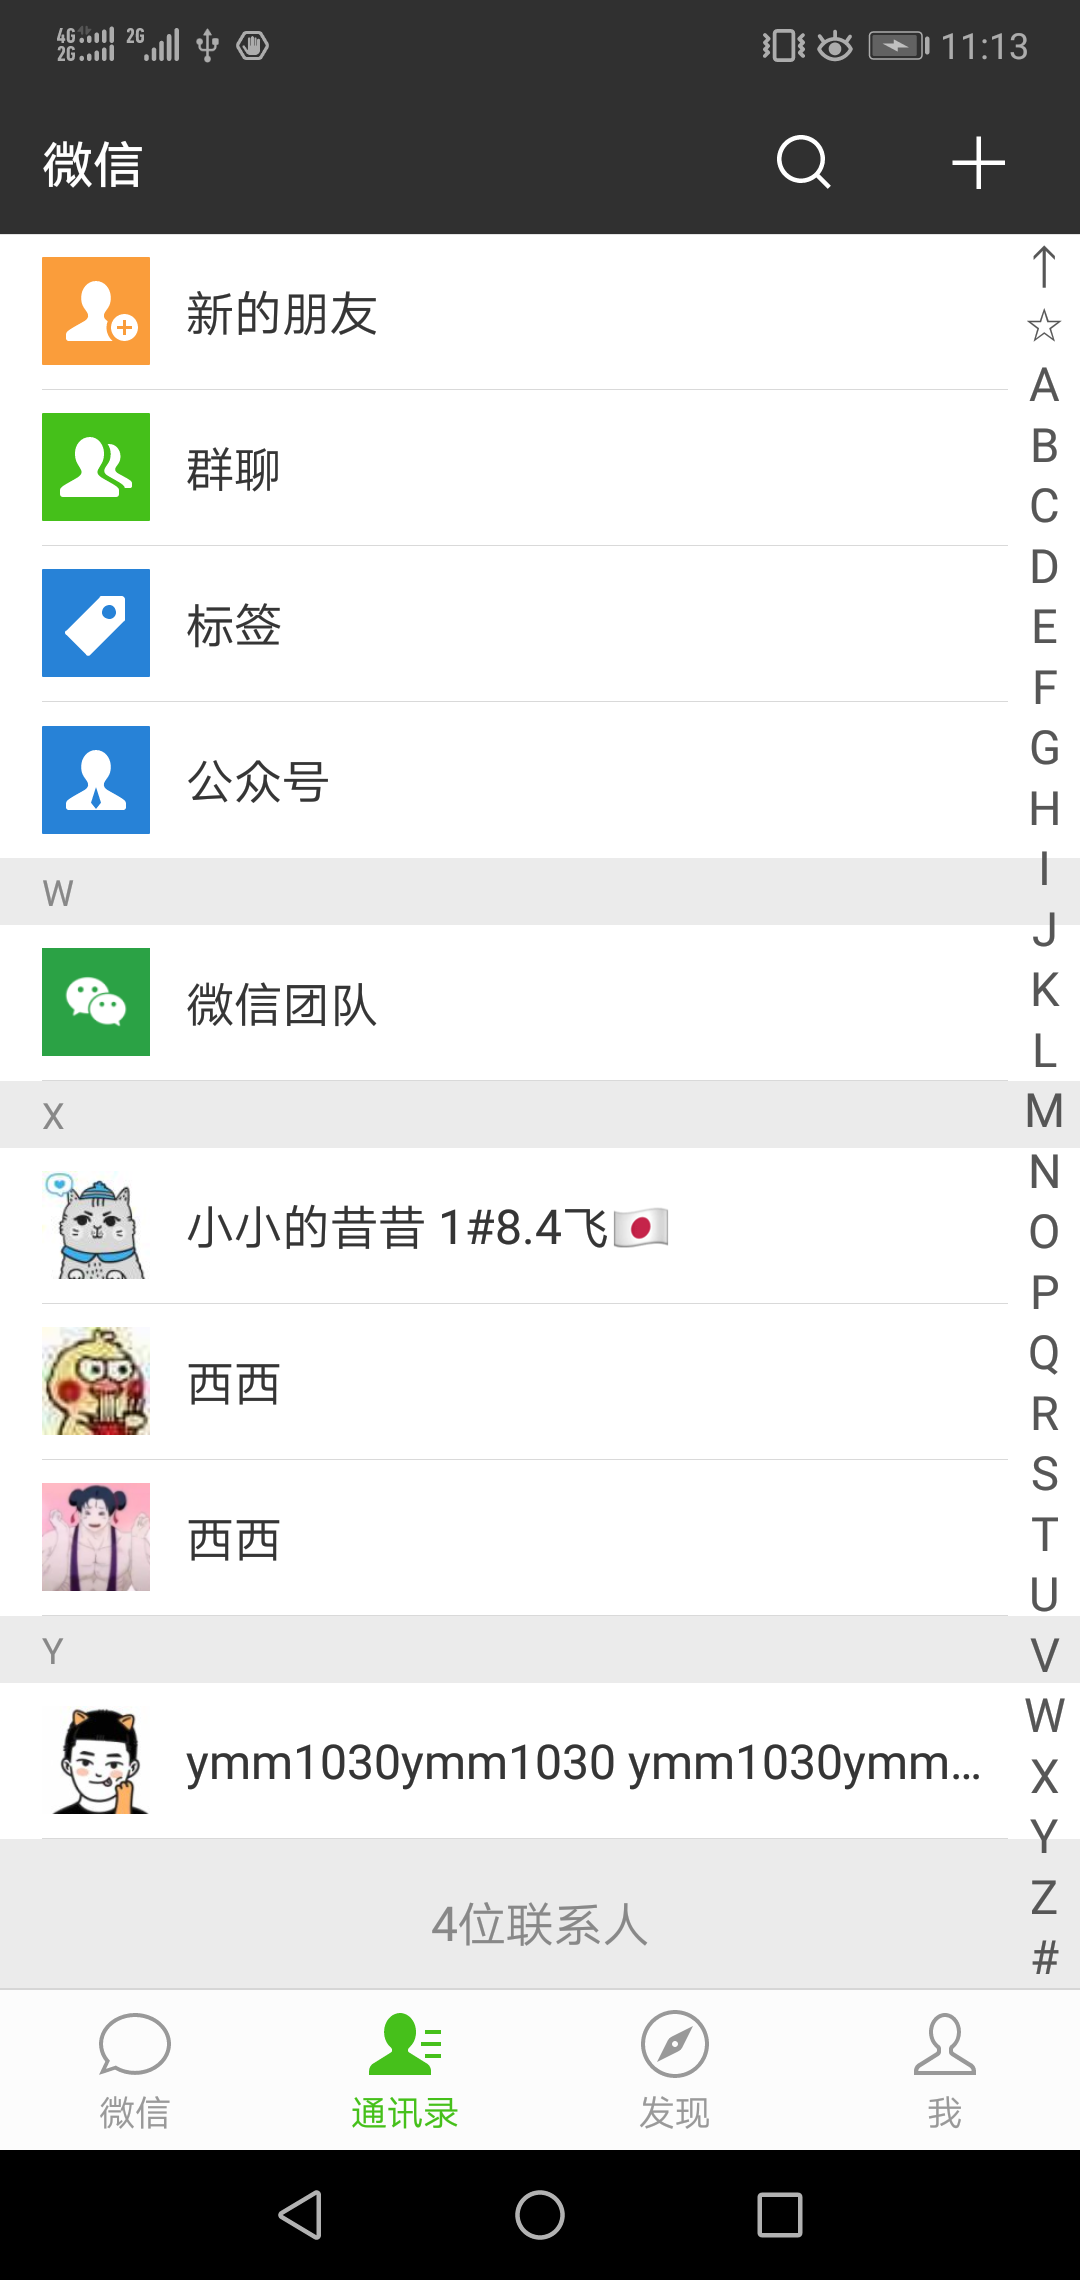 4G 2G 2G 11:13
微信
新的朋友
群聊
标签
公众号
W
微信团队
X
小小的昔昔 1#8.4飞🇯🇵
西西
西西
Y
ymm1030ymm1030 ymm1030ymm...
4位联系人
↑
☆
A
B
C
D
E
F
G
H
I
J
K
L
M
N
O
P
Q
R
S
T
U
V
W
X
Y
Z
#
微信 通讯录 发现 我